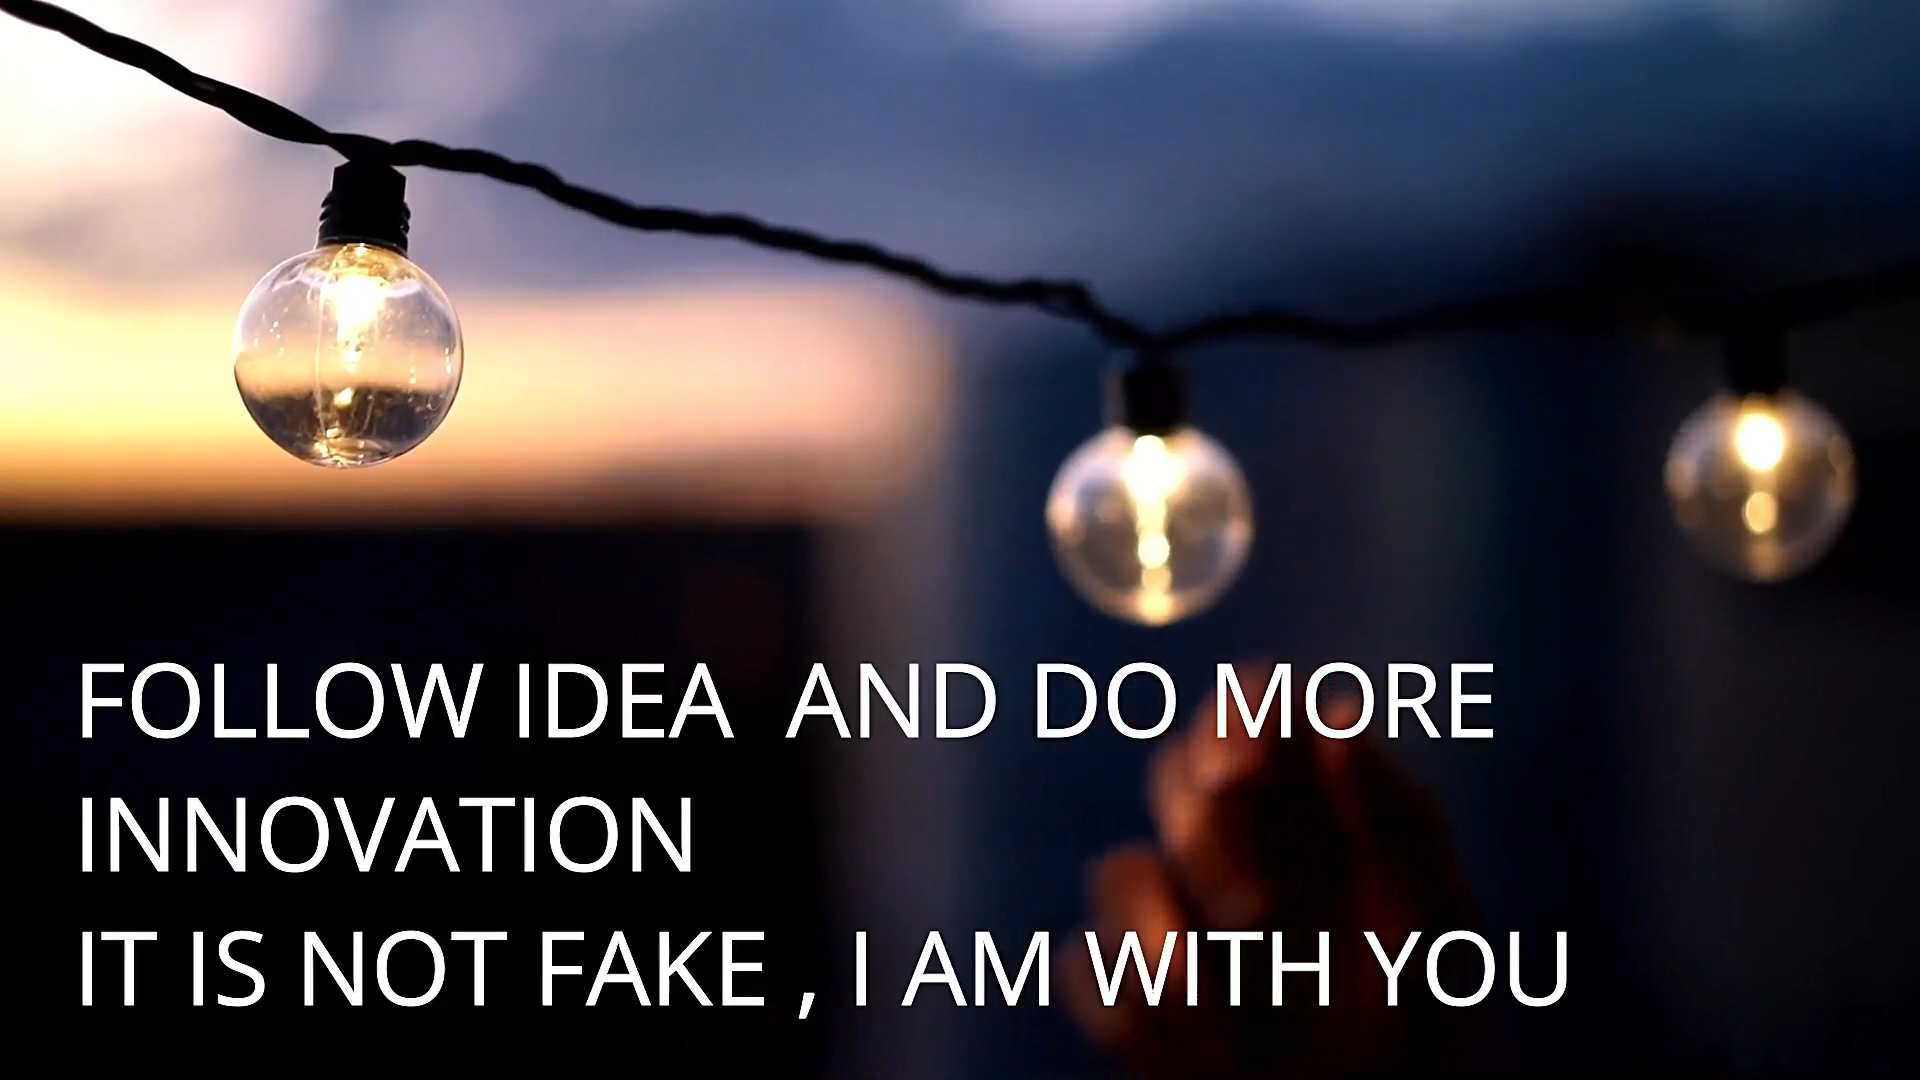 FOLLOW IDEA  AND DO MORE
INNOVATION
IT IS NOT FAKE , I AM WITH YOU